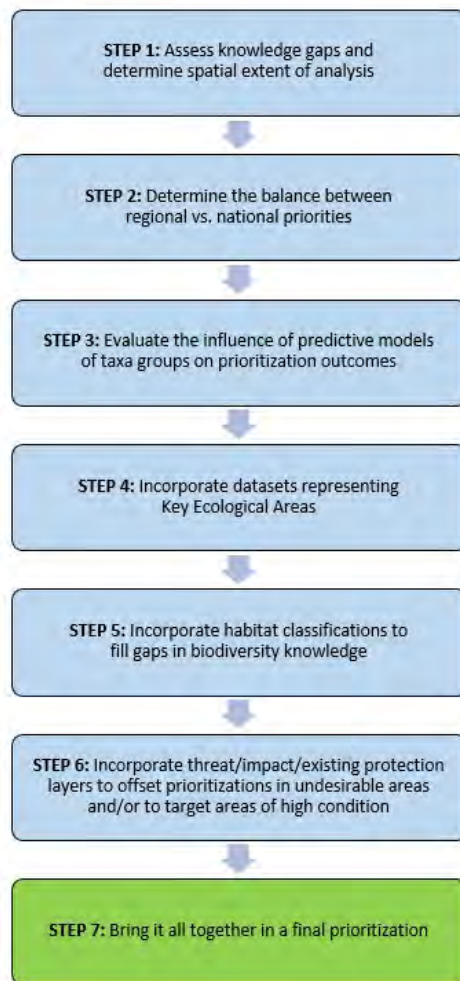 STEP 1: Assess knowledge gaps and
determine spatial extent of analysis
STEP 2: Determine the balance between
regional vs. national priorities
STEP 3: Evaluate the influence of predictive models
of taxa groups on prioritization outcomes
STEP 4: Incorporate datasets representing
Key Ecological Areas
STEP 5: Incorporate habitat classifications to
fill gaps in biodiversity knowledge
STEP 6: Incorporate threat/impact/existing protection
layers to offset prioritizations in undesirable areas
and/or to target areas of high condition
STEP 7: Bring it all together in a final prioritization